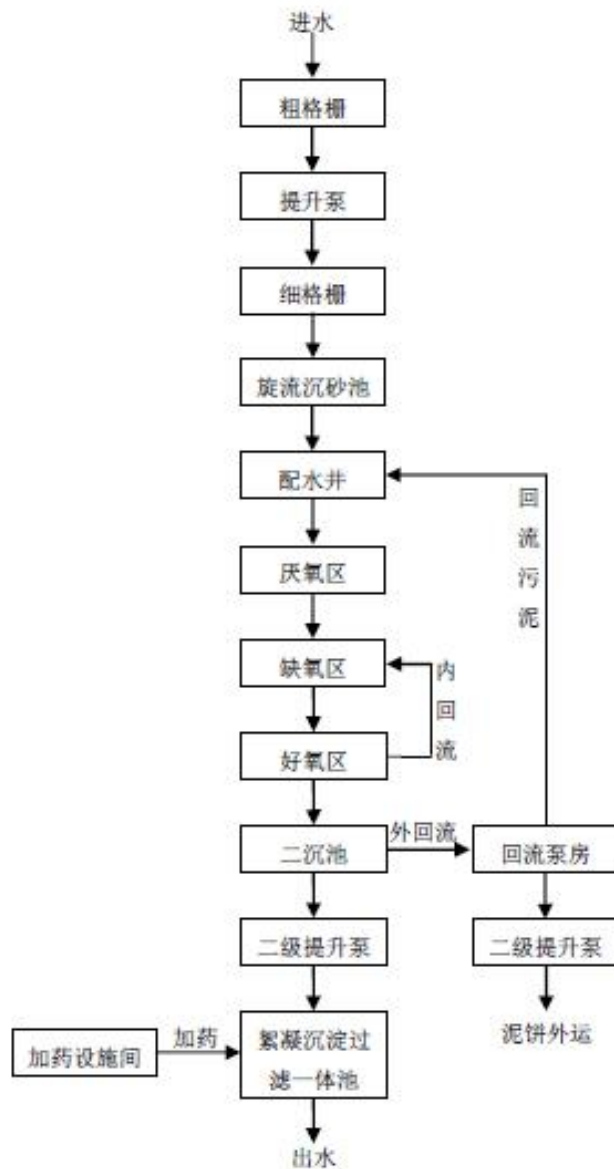 进水
粗格栅
提升泵
细格栅
旋流沉砂池
配水井
回流污泥
厌氧区
缺氧区
内回流
好氧区
二沉池
外回流
回流泵房
二级提升泵
二级提升泵
加药设施间
加药
絮凝沉淀过
滤一体池
泥饼外运
出水